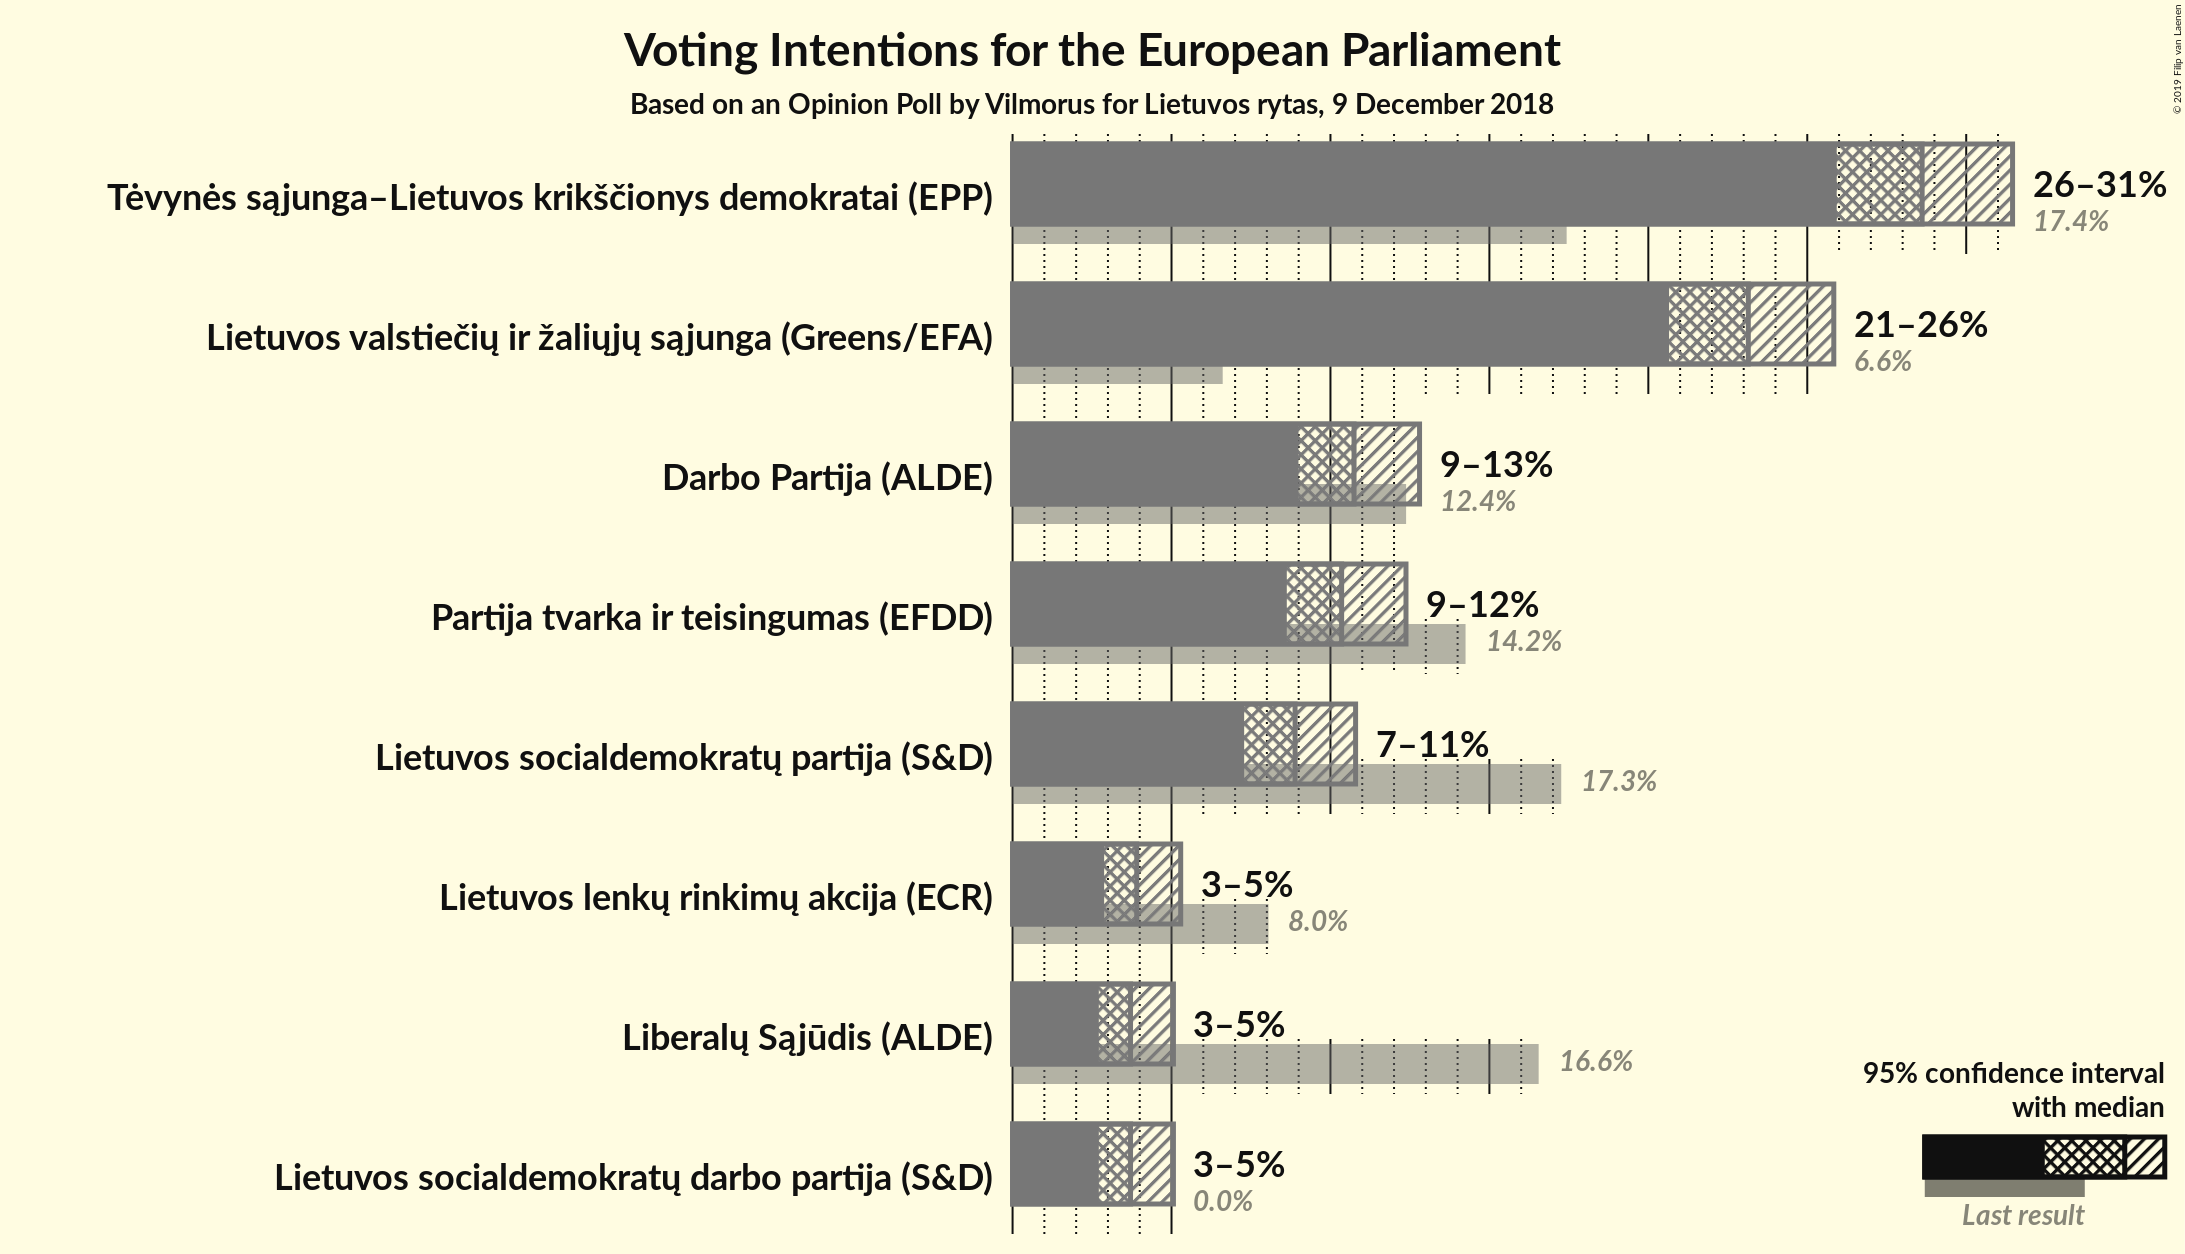 Voting Intentions for the European Parliament
Based on an Opinion Poll by Vilmorus for Lietuvos rytas, 9 December 2018
© 2019 Filip van Laenen
Tėvynės sąjunga–Lietuvos krikščionys demokratai (EPP)
26–31%
17.4%
Lietuvos valstiečių ir žaliųjų sąjunga (Greens/EFA)
21–26%
6.6%
Darbo Partija (ALDE)
9–13%
12.4%
Partija tvarka ir teisingumas (EFDD)
9–12%
14.2%
Lietuvos socialdemokratų partija (S&D)
7–11%
17.3%
Lietuvos lenkų rinkimų akcija (ECR)
3–5%
8.0%
Liberalų Sąjūdis (ALDE)
3–5%
16.6%
Lietuvos socialdemokratų darbo partija (S&D)
3–5%
0.0%
95% confidence interval
with median
Last result